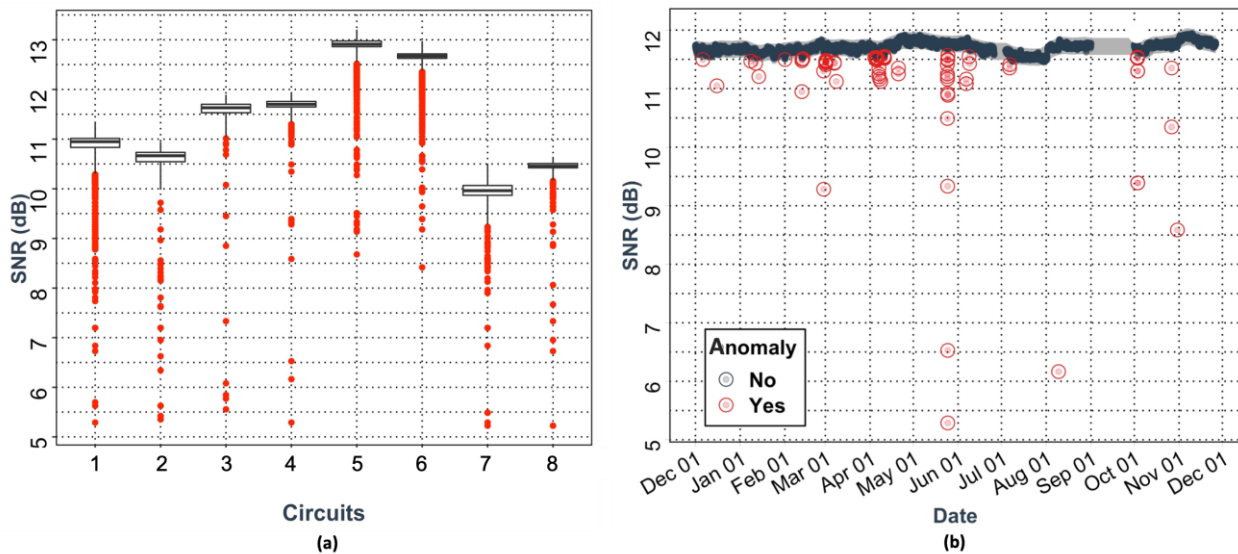 13
12
11
10
9
8
7
6
5
SNR (dB)
1 2 3 4 5 6 7 8
Circuits
(a)
12
11
10
9
8
7
6
5
SNR (dB)
Anomaly
No
Yes
Dec 01 Jan 01 Feb 01 Mar 01 Apr 01 May 01 Jun 01 Jul 01 Aug 01 Sep 01 Oct 01 Nov 01 Dec 01
Date
(b)